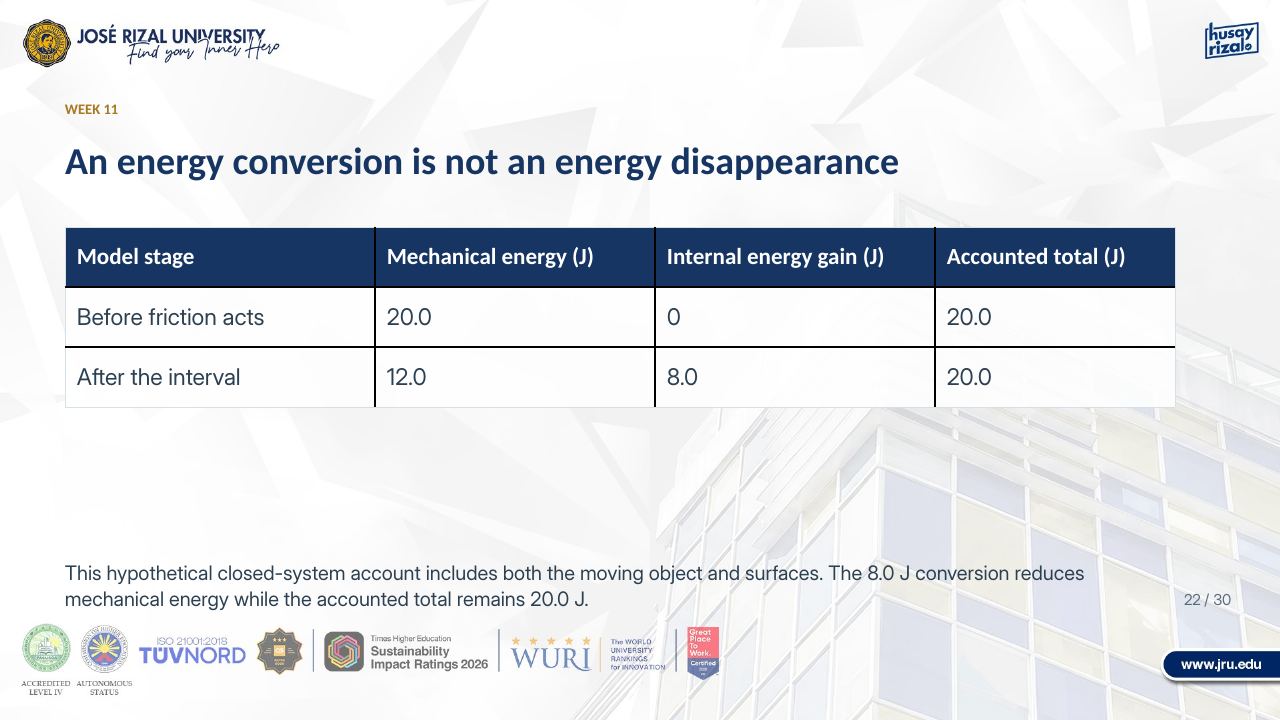 JOSÉ RIZAL UNIVERSITY
Find your Inner Hero
husay
rizal
WEEK 11
An energy conversion is not an energy disappearance
Model stage Mechanical energy (J) Internal energy gain (J) Accounted total (J)
Before friction acts 20.0 0 20.0
After the interval 12.0 8.0 20.0
This hypothetical closed-system account includes both the moving object and surfaces. The 8.0 J conversion reduces
mechanical energy while the accounted total remains 20.0 J.
22 / 30
ACCREDITED
LEVEL IV
AUTONOMOUS
STATUS
ISO 21001:2018
TÜVNORD
Times Higher Education
Sustainability
Impact Ratings 2026
WURI
The WORLD
UNIVERSITY
RANKINGS
for INNOVATION
Great
Place
To
Work.
Certified
www.jru.edu